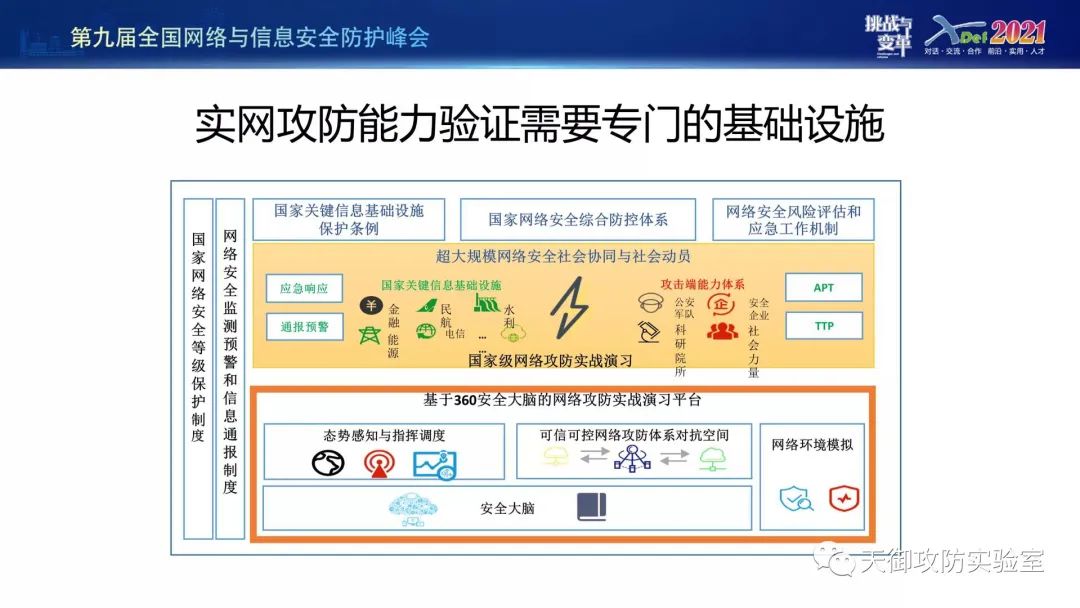 第九届全国网络与信息安全防护峰会
挑战与
变革
XDef 2021
对话·交流·合作 前沿·实用·人才
实网攻防能力验证需要专门的基础设施
国家网络安全等级保护制度
网络安全监测预警和信息通报制度
国家关键信息基础设施
保护条例
国家网络安全综合防控体系
网络安全风险评估和
应急工作机制
超大规模网络安全社会协同与社会动员
应急响应
通报预警
国家关键信息基础设施
¥
金融
民航
水利
能源
电信
...
...
攻击端能力体系
公安
军队
企
安全
企业
科研院所
社会力量
APT
TTP
国家级网络攻防实战演习
基于360安全大脑的网络攻防实战演习平台
态势感知与指挥调度
可信可控网络攻防体系对抗空间
网络环境模拟
安全大脑
天御攻防实验室